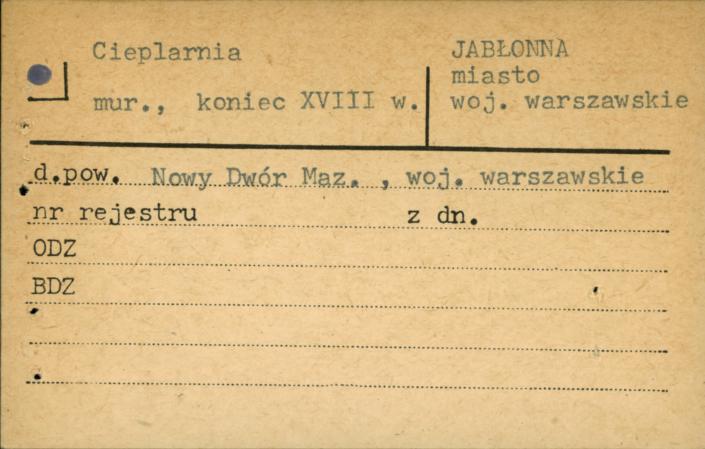 Cieplarnia
mur., koniec XVIII w.
JABŁONNA
miasto
woj. warszawskie
d.pow. Nowy Dwór Maz. , woj. warszawskie
nr rejestru z dn.
ODZ
BDZ